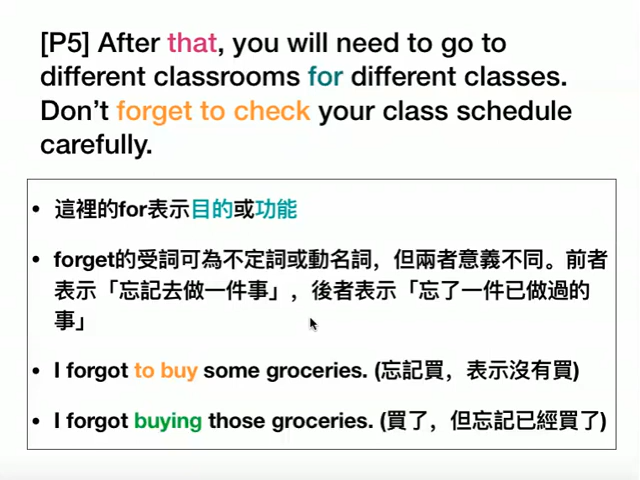 [P5] After that, you will need to go to
different classrooms for different classes.
Don’t forget to check your class schedule
carefully.
• 這裡的for表示目的或功能
• forget的受詞可為不定詞或動名詞，但兩者意義不同。前者
表示「忘記去做一件事」，後者表示「忘了一件已做過的
事」
• I forgot to buy some groceries. (忘記買，表示沒有買)
• I forgot buying those groceries. (買了，但忘記已經買了)